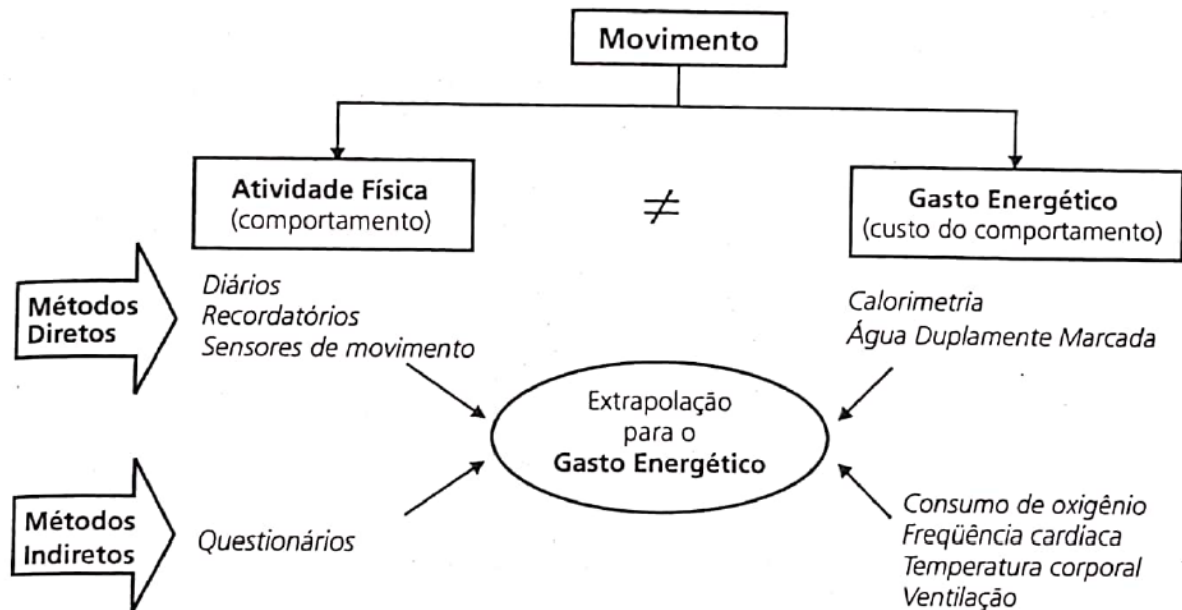 Movimento
Atividade Física
(comportamento)
≠
Gasto Energético
(custo do comportamento)
Métodos
Diretos
Diários
Recordatórios
Sensores de movimento
Calorimetria
Água Duplamente Marcada
Extrapolação
para o
Gasto Energético
Métodos
Indiretos
Questionários
Consumo de oxigênio
Freqüência cardíaca
Temperatura corporal
Ventilação